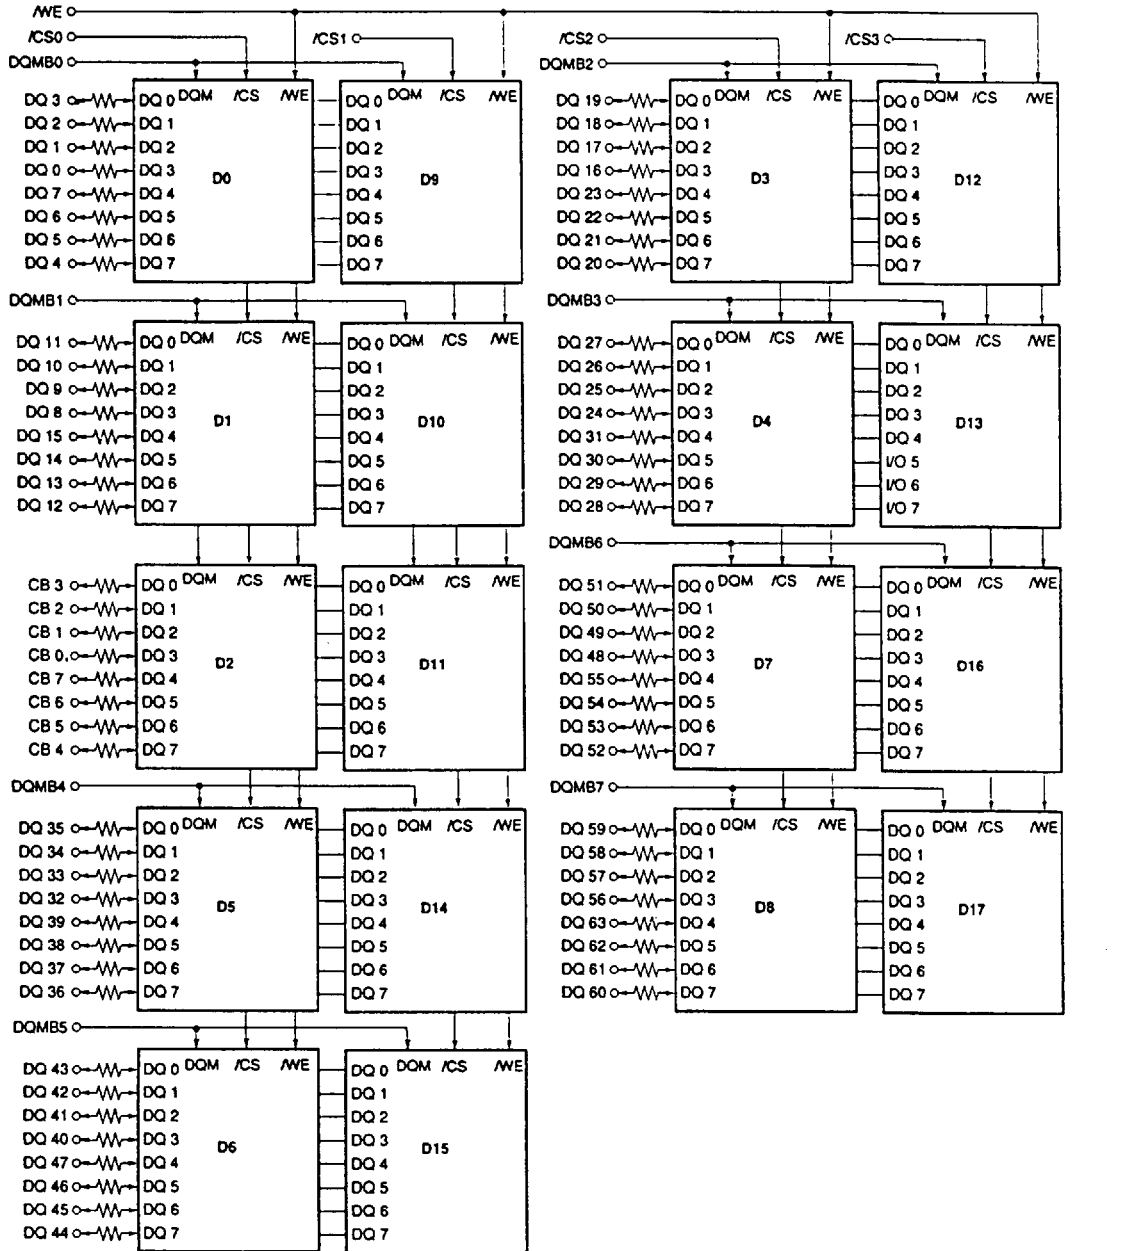 /WE
/CS0 /CS1 /CS2 /CS3
DQMB0 DQMB2
DQM /CS /WE DQM /CS /WE DQM /CS /WE DQM /CS /WE
DQ 3 DQ 0 DQ 0 DQ 19 DQ 0 DQ 0
DQ 2 DQ 1 DQ 1 DQ 18 DQ 1 DQ 1
DQ 1 DQ 2 DQ 2 DQ 17 DQ 2 DQ 2
DQ 0 DQ 3 DQ 3 DQ 16 DQ 3 DQ 3
D0 D9 D3 D12
DQ 7 DQ 4 DQ 4 DQ 23 DQ 4 DQ 4
DQ 6 DQ 5 DQ 5 DQ 22 DQ 5 DQ 5
DQ 5 DQ 6 DQ 6 DQ 21 DQ 6 DQ 6
DQ 4 DQ 7 DQ 7 DQ 20 DQ 7 DQ 7
DQMB1 DQMB3
DQM /CS /WE DQM /CS /WE DQM /CS /WE DQM /CS /WE
DQ 11 DQ 0 DQ 0 DQ 27 DQ 0 DQ 0
DQ 10 DQ 1 DQ 1 DQ 26 DQ 1 DQ 1
DQ 9 DQ 2 DQ 2 DQ 25 DQ 2 DQ 2
DQ 8 DQ 3 DQ 3 DQ 24 DQ 3 DQ 3
D1 D10 D4 D13
DQ 15 DQ 4 DQ 4 DQ 31 DQ 4 DQ 4
DQ 14 DQ 5 DQ 5 DQ 30 DQ 5 I/O 5
DQ 13 DQ 6 DQ 6 DQ 29 DQ 6 I/O 6
DQ 12 DQ 7 DQ 7 DQ 28 DQ 7 I/O 7
DQMB6
DQM /CS /WE DQM /CS /WE DQM /CS /WE DQM /CS /WE
CB 3 DQ 0 DQ 0 DQ 51 DQ 0 DQ 0
CB 2 DQ 1 DQ 1 DQ 50 DQ 1 DQ 1
CB 1 DQ 2 DQ 2 DQ 49 DQ 2 DQ 2
CB 0 DQ 3 DQ 3 DQ 48 DQ 3 DQ 3
D2 D11 D7 D16
CB 7 DQ 4 DQ 4 DQ 55 DQ 4 DQ 4
CB 6 DQ 5 DQ 5 DQ 54 DQ 5 DQ 5
CB 5 DQ 6 DQ 6 DQ 53 DQ 6 DQ 6
CB 4 DQ 7 DQ 7 DQ 52 DQ 7 DQ 7
DQMB4 DQMB7
DQM /CS /WE DQM /CS /WE DQM /CS /WE DQM /CS /WE
DQ 35 DQ 0 DQ 0 DQ 59 DQ 0 DQ 0
DQ 34 DQ 1 DQ 1 DQ 58 DQ 1 DQ 1
DQ 33 DQ 2 DQ 2 DQ 57 DQ 2 DQ 2
DQ 32 DQ 3 DQ 3 DQ 56 DQ 3 DQ 3
D5 D14 D8 D17
DQ 39 DQ 4 DQ 4 DQ 63 DQ 4 DQ 4
DQ 38 DQ 5 DQ 5 DQ 62 DQ 5 DQ 5
DQ 37 DQ 6 DQ 6 DQ 61 DQ 6 DQ 6
DQ 36 DQ 7 DQ 7 DQ 60 DQ 7 DQ 7
DQMB5
DQM /CS /WE DQM /CS /WE
DQ 43 DQ 0 DQ 0
DQ 42 DQ 1 DQ 1
DQ 41 DQ 2 DQ 2
DQ 40 DQ 3 DQ 3
D6 D15
DQ 47 DQ 4 DQ 4
DQ 46 DQ 5 DQ 5
DQ 45 DQ 6 DQ 6
DQ 44 DQ 7 DQ 7